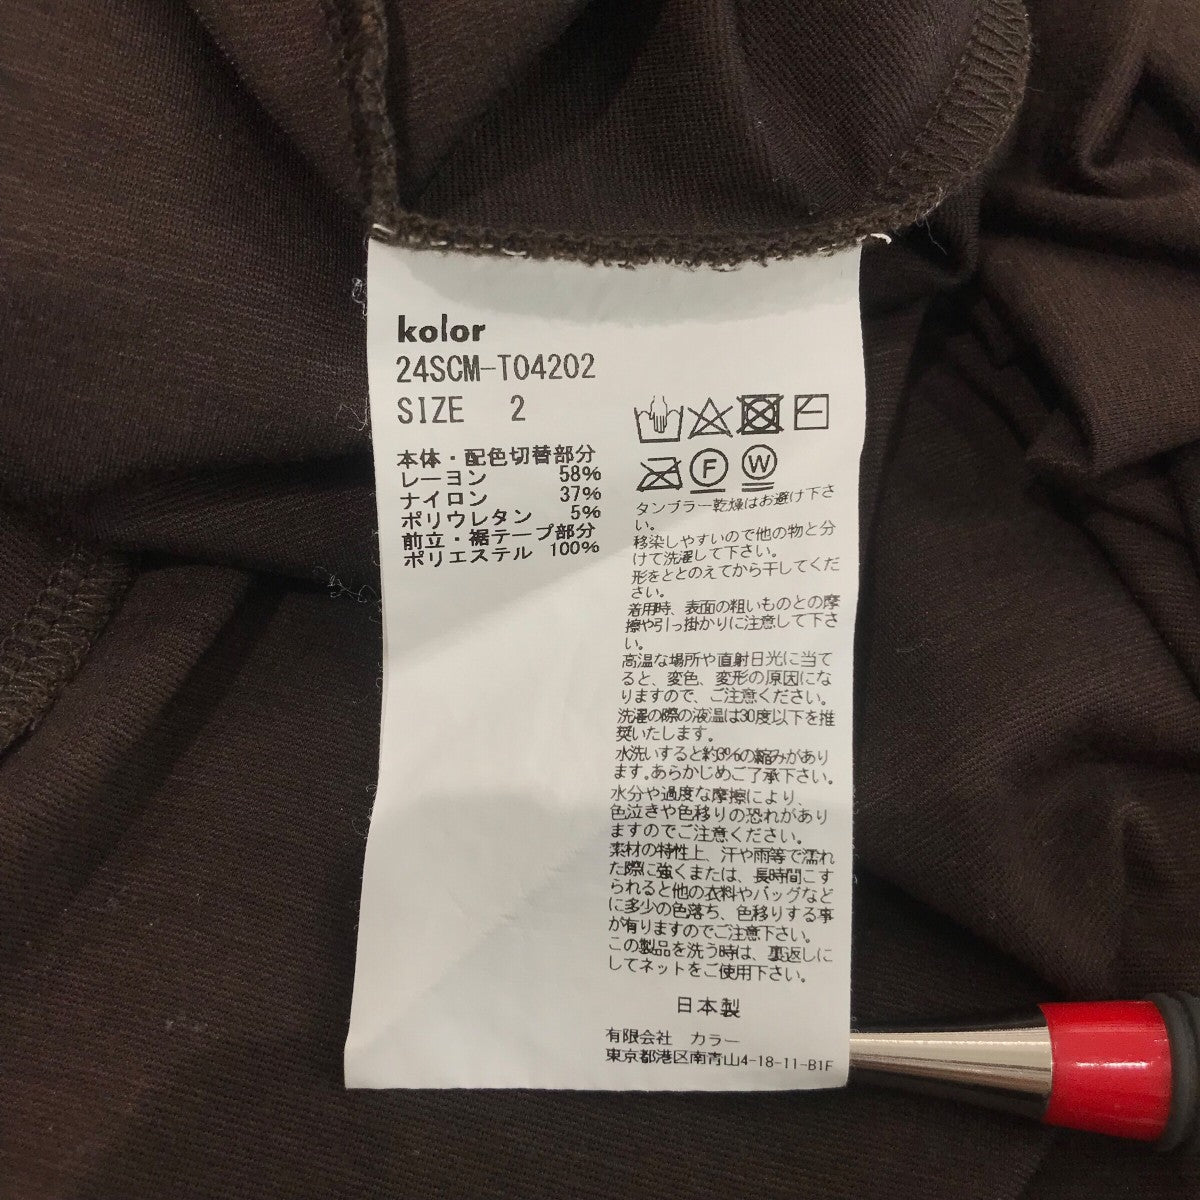 kolor
24SCM-T04202
SIZE 2
本体・配色切替部分
レーヨン 58%
ナイロン 37%
ポリウレタン 5%
前立・裾テープ部分
ポリエステル 100%
F
W
タンブラー乾燥はお避け下さ
い。
移染しやすいので他の物と分
けて洗濯して下さい。
形をととのえてから干してくだ
さい。
着用時、表面の粗いものとの摩
擦や引っ掛かりに注意して下さ
い。
高温な場所や直射日光に当て
ると、変色、変形の原因にな
りますので、ご注意ください。
洗濯の際の液温は30度以下を推
奨いたします。
水洗いすると約3%の縮みがあり
ます。あらかじめご了承下さい。
水分や過度な摩擦により、
色泣きや色移りの恐れがあり
ますのでご注意ください。
素材の特性上、汗や雨等で濡れ
た際に強くまたは、長時間こす
られると他の衣料やバッグなど
に多少の色落ち、色移りする事
が有りますのでご注意下さい。
この製品を洗う時は、裏返しに
してネットをご使用下さい。
日本製
有限会社 カラー
東京都港区南青山4-18-11-B1F